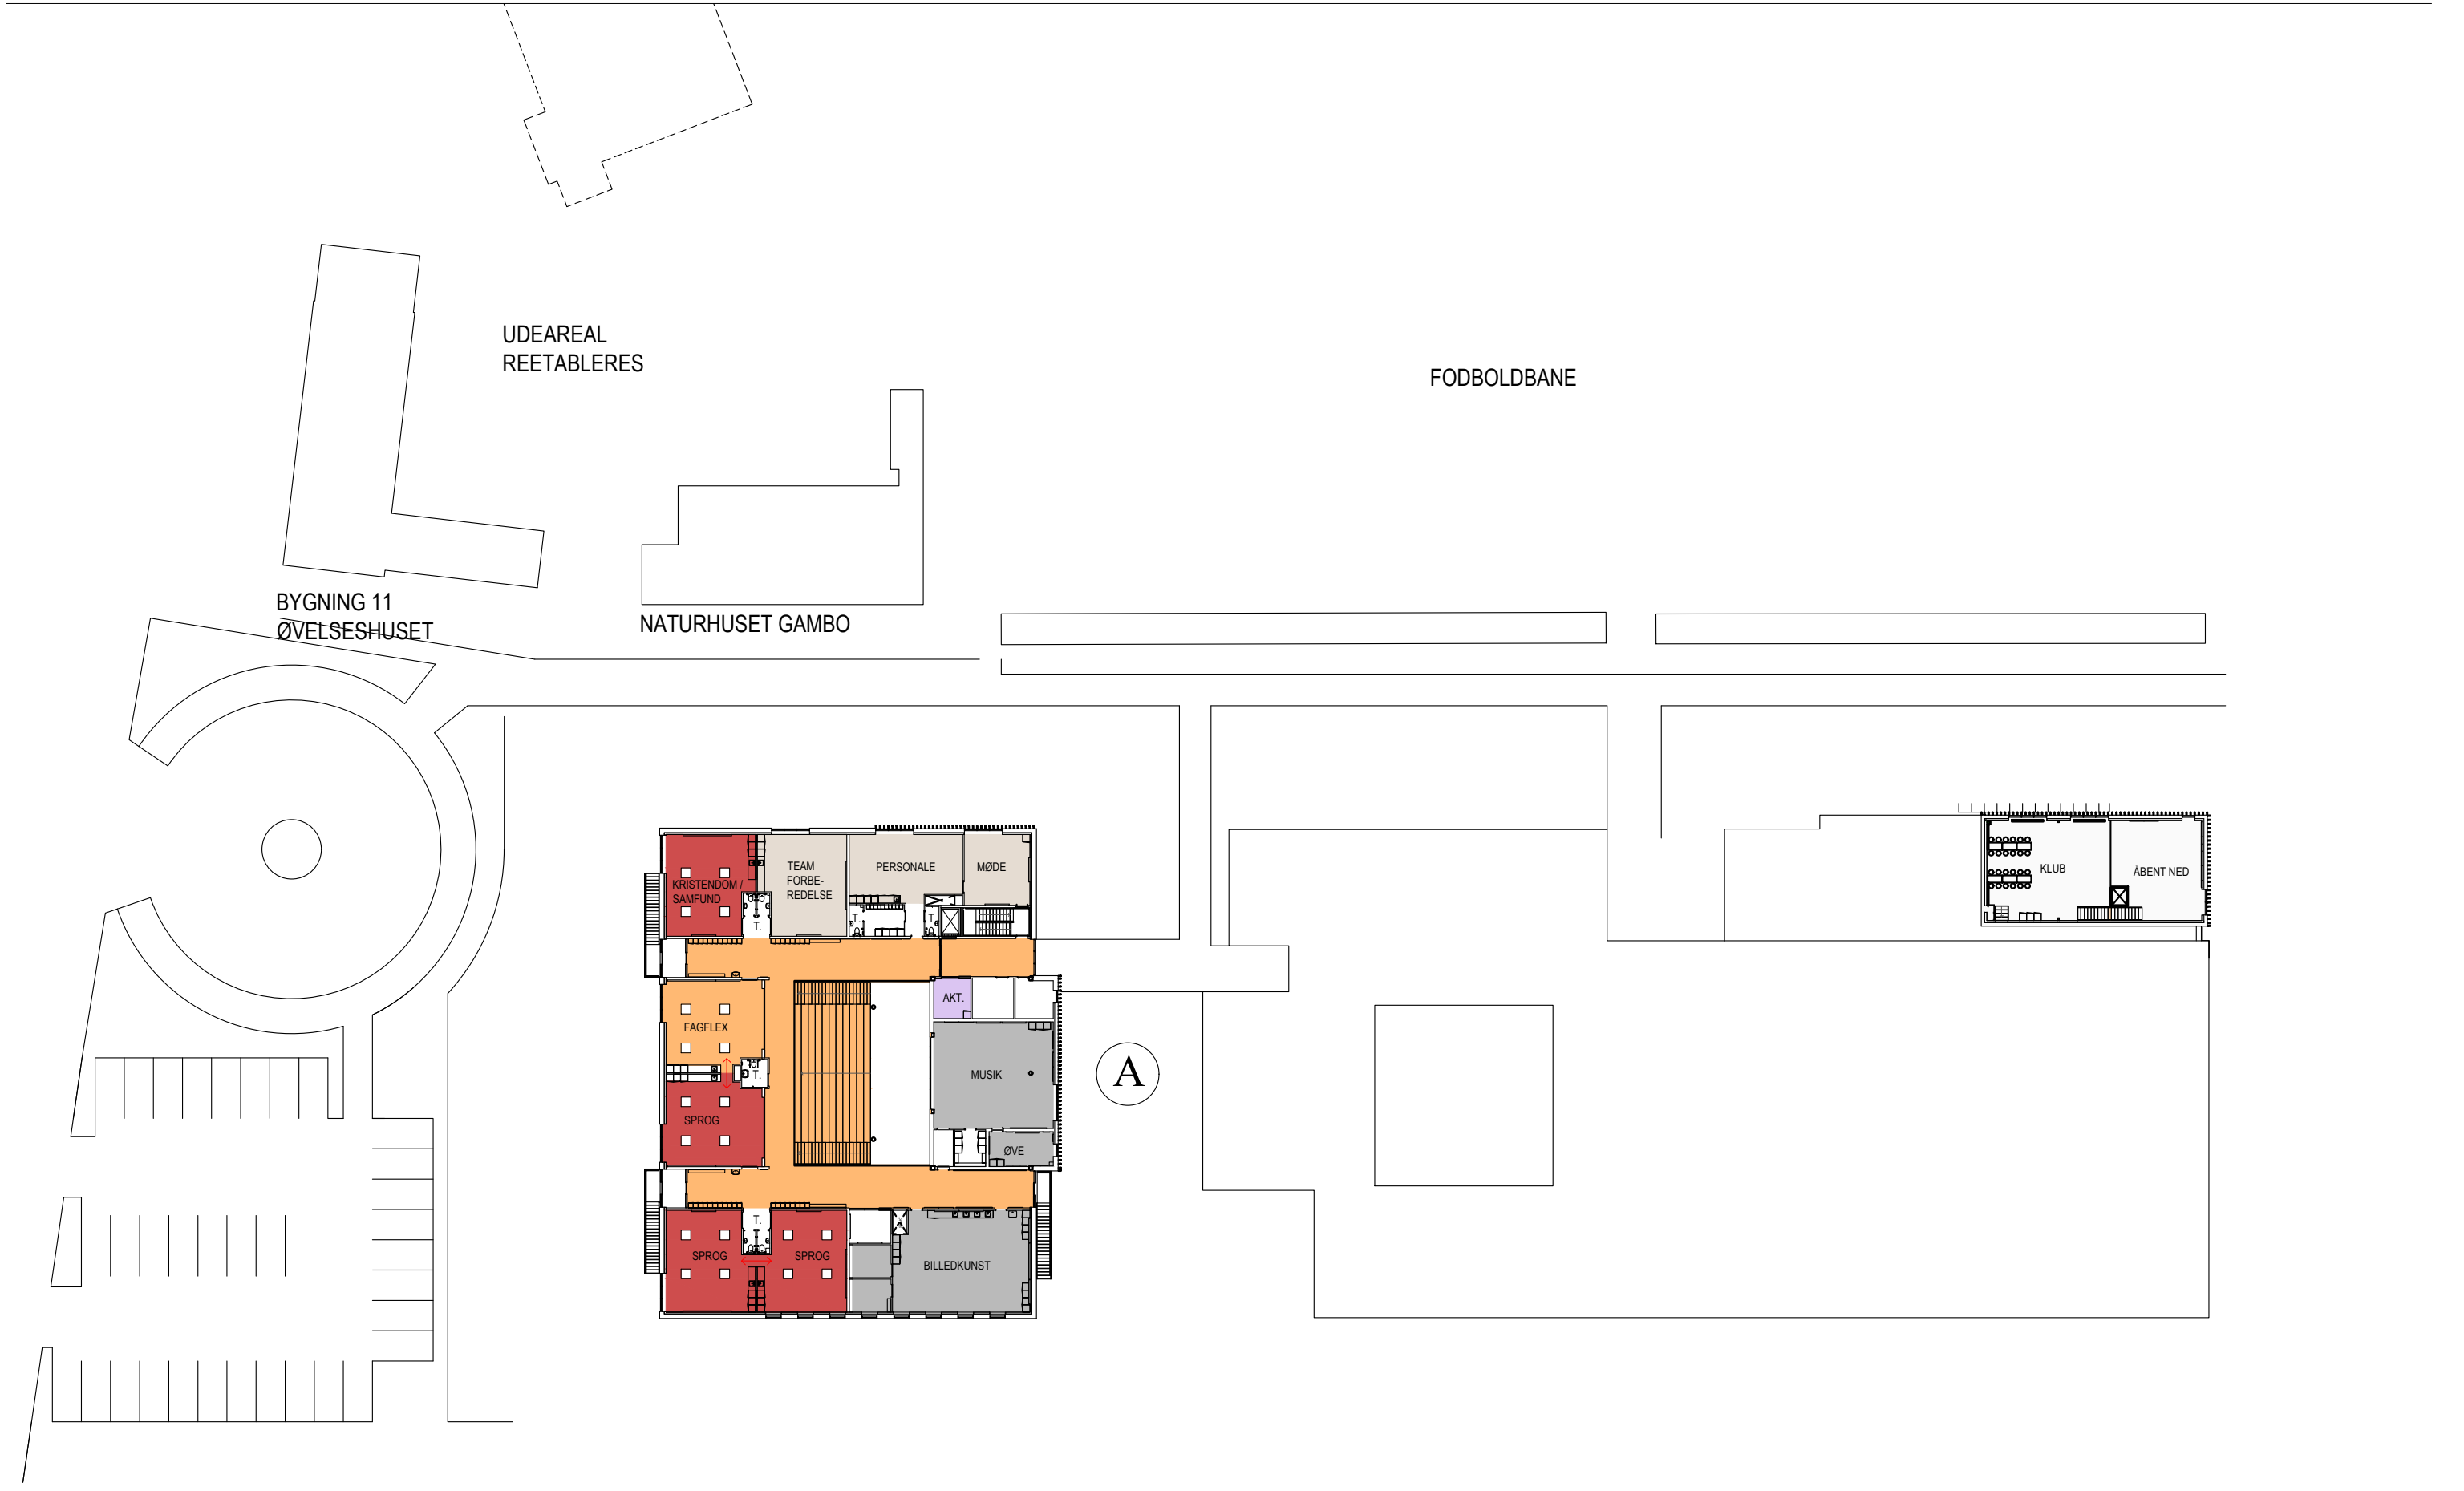 UDEAREAL
REETABLERES
FODBOLDBANE
BYGNING 11
ØVELSESHUSET
NATURHUSET GAMBO
KRISTENDOM /
SAMFUND
TEAM
FORBE-
REDELSE
PERSONALE
MØDE
T.
T.
T.
KLUB
ÅBENT NED
AKT.
FAGFLEX
T.
MUSIK
A
SPROG
ØVE
T.
SPROG
SPROG
BILLEDKUNST